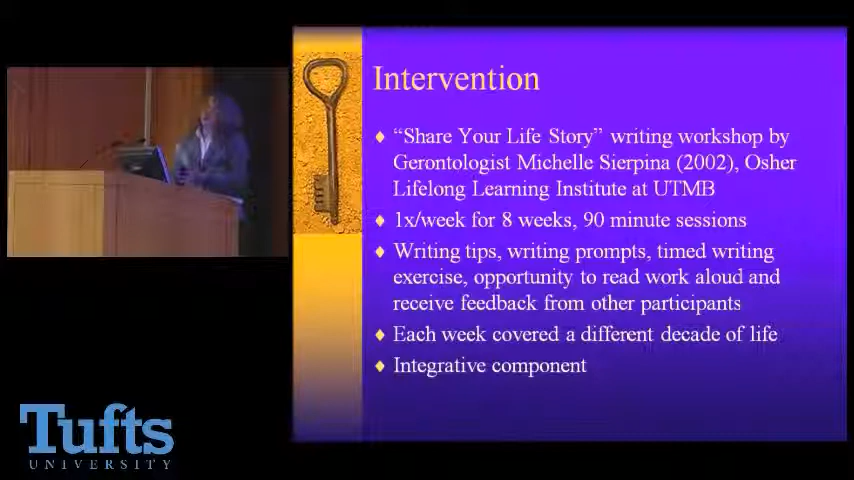 Intervention
“Share Your Life Story” writing workshop by
Gerontologist Michelle Sierpina (2002), Osher
Lifelong Learning Institute at UTMB
1x/week for 8 weeks, 90 minute sessions
Writing tips, writing prompts, timed writing
exercise, opportunity to read work aloud and
receive feedback from other participants
Each week covered a different decade of life
Integrative component
Tufts
UNIVERSITY